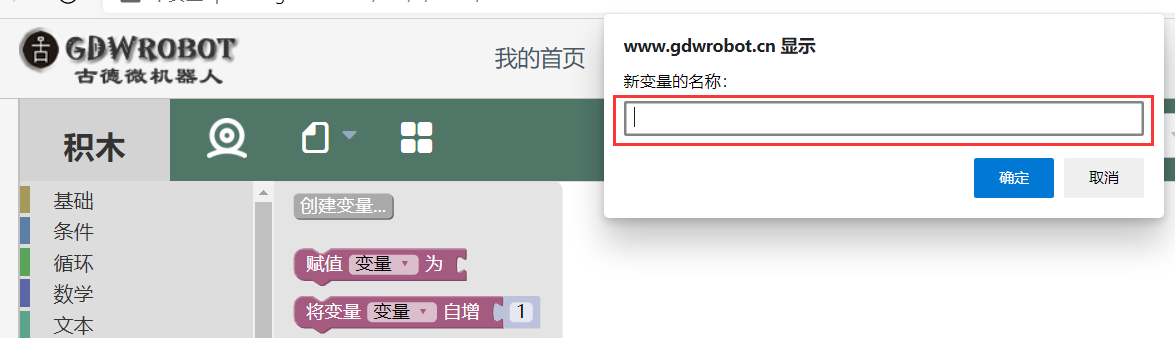 GDWROBOT
古德微机器人
我的首页
www.gdwrobot.cn 显示
新变量的名称：
确定
取消
积木
基础
条件
循环
数学
文本
创建变量...
赋值 变量 为
将变量 变量 自增 1